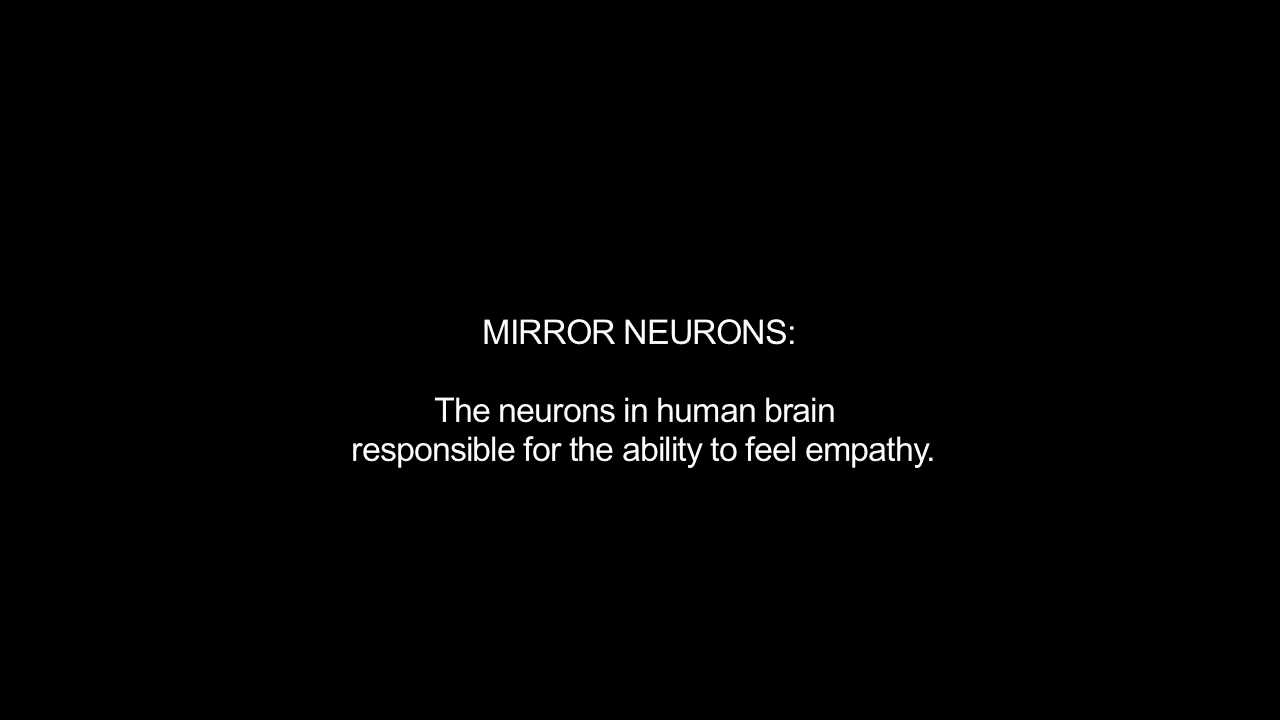 MIRROR NEURONS:
The neurons in human brain
responsible for the ability to feel empathy.